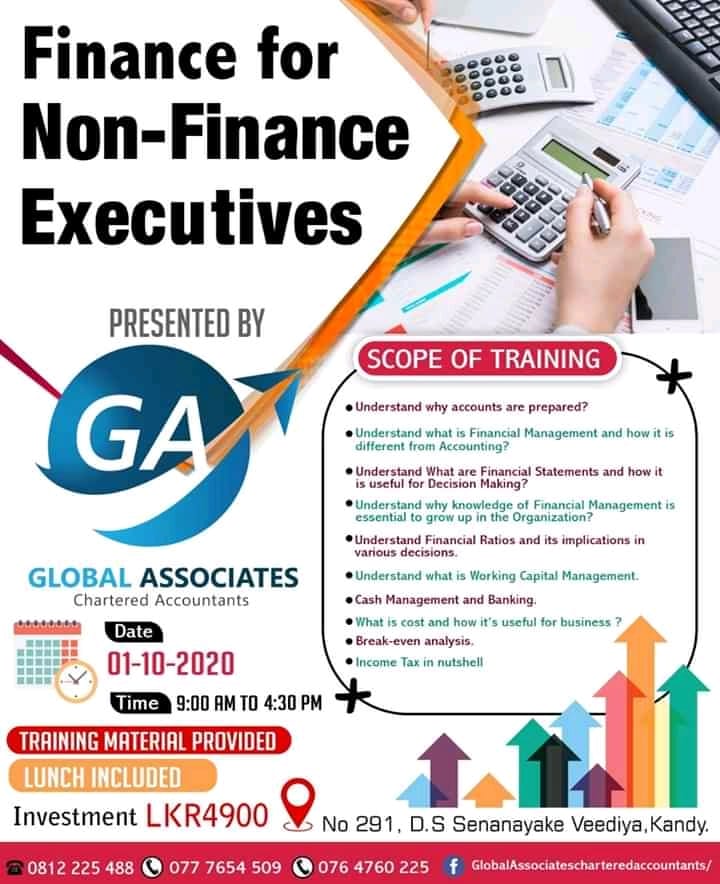 Finance for
Non-Finance
Executives
PRESENTED BY
GA
GLOBAL ASSOCIATES
Chartered Accountants
Date
01-10-2020
Time 9:00 AM TO 4:30 PM
TRAINING MATERIAL PROVIDED
LUNCH INCLUDED
Investment LKR4900
SCOPE OF TRAINING
• Understand why accounts are prepared?
• Understand what is Financial Management and how it is
different from Accounting?
• Understand What are Financial Statements and how it
is useful for Decision Making?
• Understand why knowledge of Financial Management is
essential to grow up in the Organization?
• Understand Financial Ratios and its implications in
various decisions.
• Understand what is Working Capital Management.
• Cash Management and Banking.
• What is cost and how it's useful for business ?
• Break-even analysis.
• Income Tax in nutshell
No 291, D.S Senanayake Veediya,Kandy.
0812 225 488 077 7654 509 076 4760 225 GlobalAssociatescharteredaccountants/